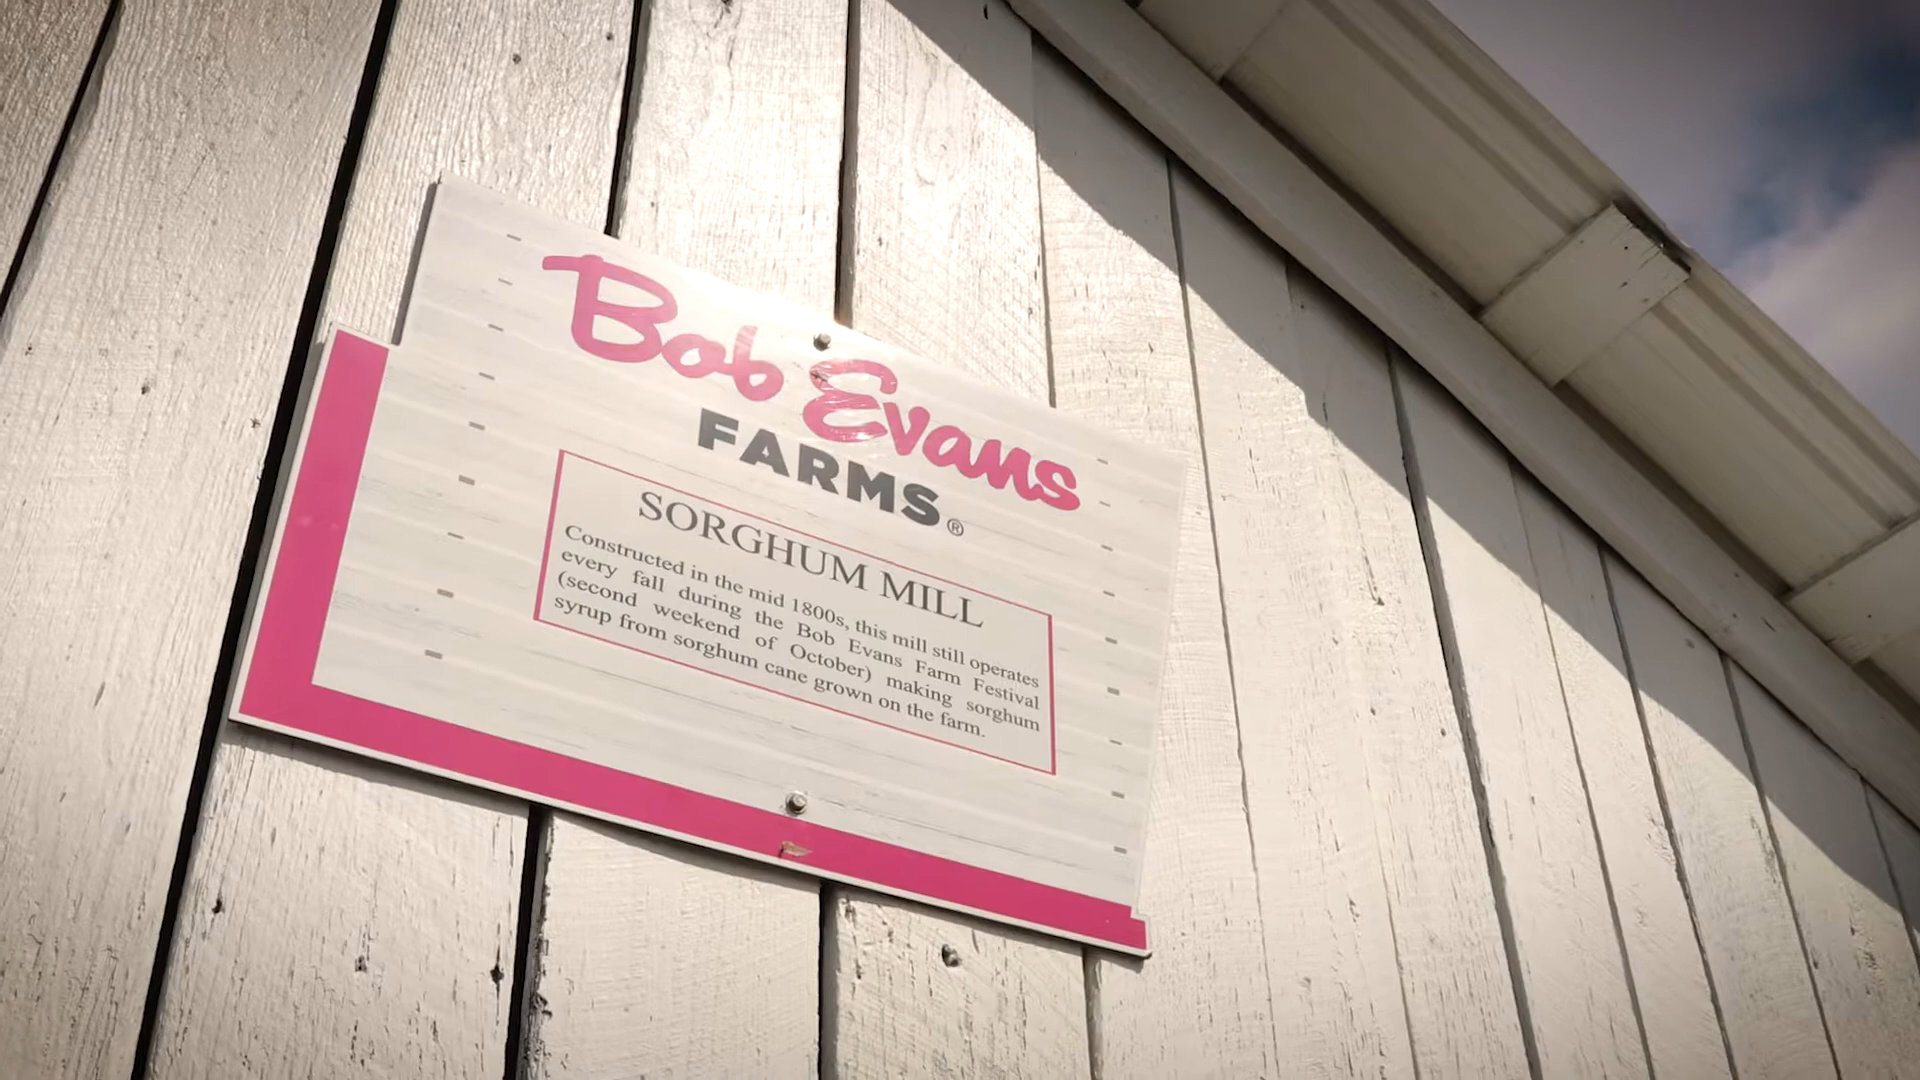 Bob Evans
FARMS®
SORGHUM MILL
Constructed in the mid 1800s, this mill still operates
every fall during the Bob Evans Farm Festival
(second weekend of October) making sorghum
syrup from sorghum cane grown on the farm.